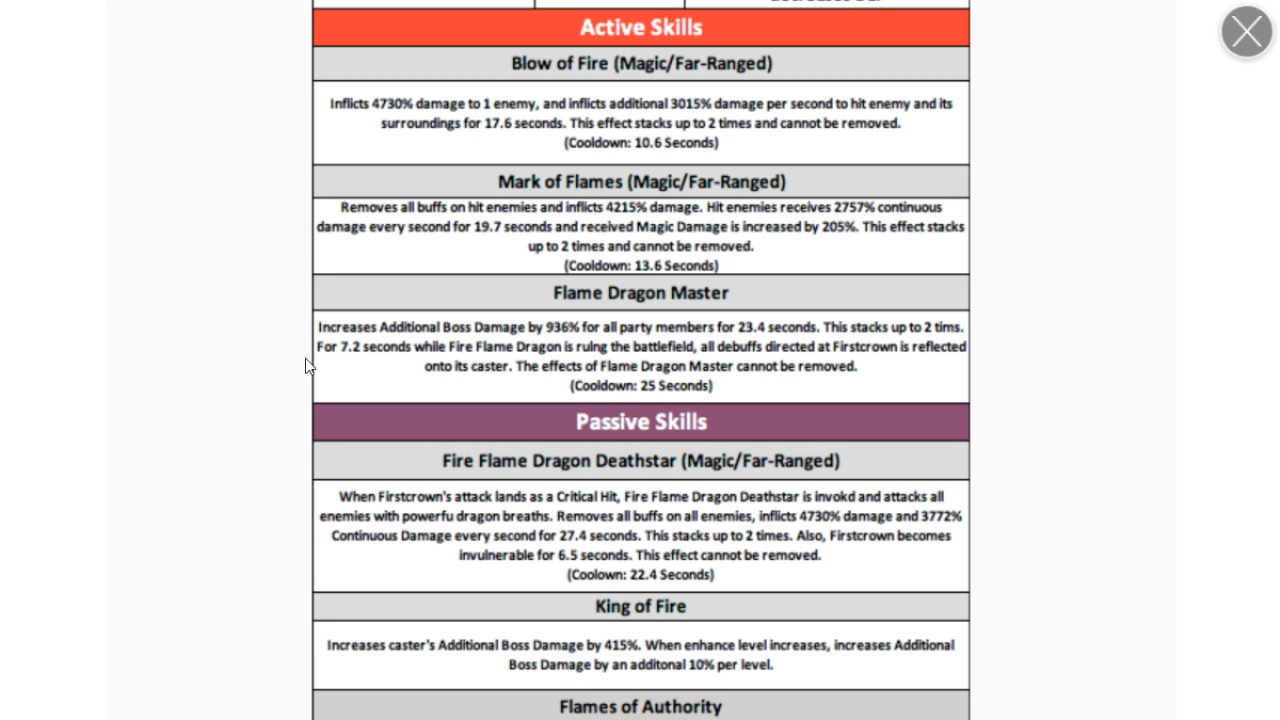 Active Skills
Blow of Fire (Magic/Far-Ranged)
Inflicts 4730% damage to 1 enemy, and inflicts additional 3015% damage per second to hit enemy and its
surroundings for 17.6 seconds. This effect stacks up to 2 times and cannot be removed.
(Cooldown: 10.6 Seconds)
Mark of Flames (Magic/Far-Ranged)
Removes all buffs on hit enemies and inflicts 4215% damage. Hit enemies receives 2757% continuous
damage every second for 19.7 seconds and received Magic Damage is increased by 205%. This effect stacks
up to 2 times and cannot be removed.
(Cooldown: 13.6 Seconds)
Flame Dragon Master
Increases Additional Boss Damage by 936% for all party members for 23.4 seconds. This stacks up to 2 tims.
For 7.2 seconds while Fire Flame Dragon is rulng the battlefield, all debuffs directed at Firstcrown is reflected
onto its caster. The effects of Flame Dragon Master cannot be removed.
(Cooldown: 25 Seconds)
Passive Skills
Fire Flame Dragon Deathstar (Magic/Far-Ranged)
When Firstcrown's attack lands as a Critical Hit, Fire Flame Dragon Deathstar is invokd and attacks all
enemies with powerfu dragon breaths. Removes all buffs on all enemies, inflicts 4730% damage and 3772%
Continuous Damage every second for 27.4 seconds. This stacks up to 2 times. Also, Firstcrown becomes
invulnerable for 6.5 seconds. This effect cannot be removed.
(Coolown: 22.4 Seconds)
King of Fire
Increases caster's Additional Boss Damage by 415%. When enhance level increases, increases Additional
Boss Damage by an additonal 10% per level.
Flames of Authority